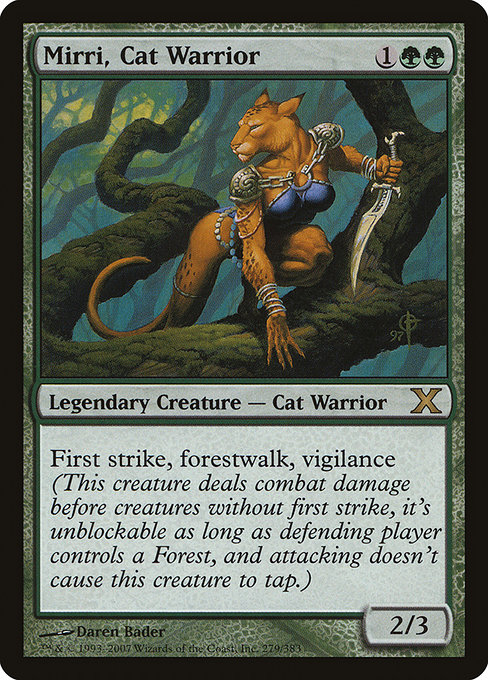 Mirri, Cat Warrior 1
97
Legendary Creature — Cat Warrior X
First strike, forestwalk, vigilance
(This creature deals combat damage
before creatures without first strike, it's
unblockable as long as defending player
controls a Forest, and attacking doesn't
cause this creature to tap.)
2/3
Daren Bader
™ & © 1993–2007 Wizards of the Coast, Inc. 279/383